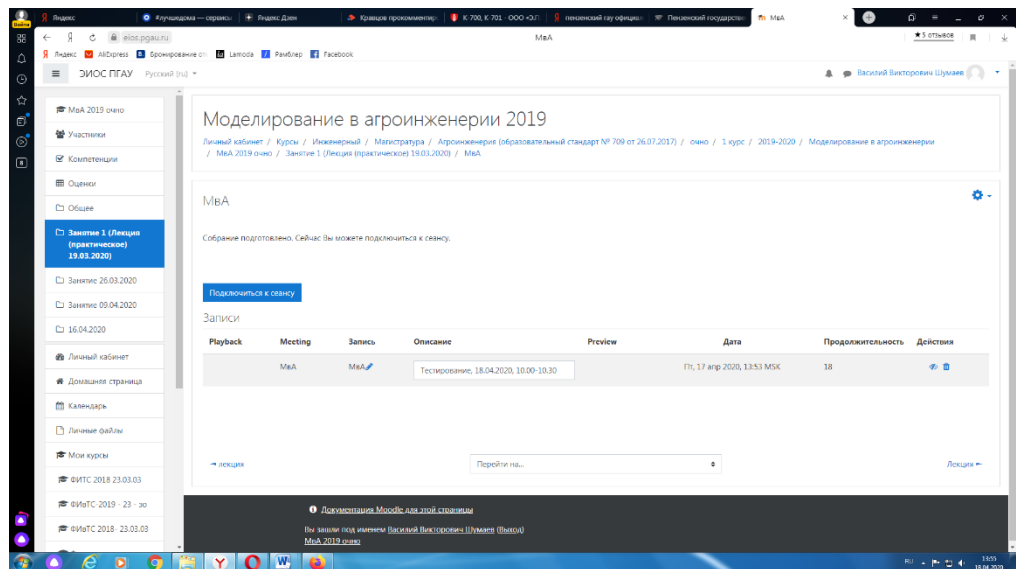 Яндекс
#лучшедома — сервисы
Яндекс Дзен
Кравцов прокомментиро
К 700, К-701 - ООО «Э.П
пензенский гау официал
Пензенский государстве
МвА
Войти
eios.pgau.ru
МвА
★ 5 отзывов
Яндекс
AliExpress
Бронирование от
Lamoda
Рамблер
Facebook
ЭИОС ПГАУ
Русский (ru)
Василий Викторович Шумаев
МвА 2019 очно
Участники
Компетенции
Оценки
Общее
Занятие 1 (Лекция
(практическое)
19.03.2020)
Занятие 26.03.2020
Занятие 09.04.2020
16.04.2020
Личный кабинет
Домашняя страница
Календарь
Личные файлы
Мои курсы
ФИТС 2018 23.03.03
ФИвТС-2019 - 23 - зо
ФИвТС 2018- 23.03.03
Моделирование в агроинженерии 2019
Личный кабинет / Курсы / Инженерный / Магистратура / Агроинженерия (образовательный стандарт № 709 от 26.07.2017) / очно / 1 курс / 2019-2020 / Моделирование в агроинженерии
/ МвА 2019 очно / Занятие 1 (Лекция (практическое) 19.03.2020) / МвА
МвА
Собрание подготовлено. Сейчас Вы можете подключиться к сеансу.
Подключиться к сеансу
Записи
Playback Meeting Запись Описание Preview Дата Продолжительность Действия
МвА МвА Тестирование, 18.04.2020, 10.00-10.30 Пт, 17 апр 2020, 13:53 MSK 18
→ лекция
Перейти на...
Лекция ←
Документация Moodle для этой страницы
Вы зашли под именем Василий Викторович Шумаев (Выход)
МвА 2019 очно
RU
13:55
18.04.2020